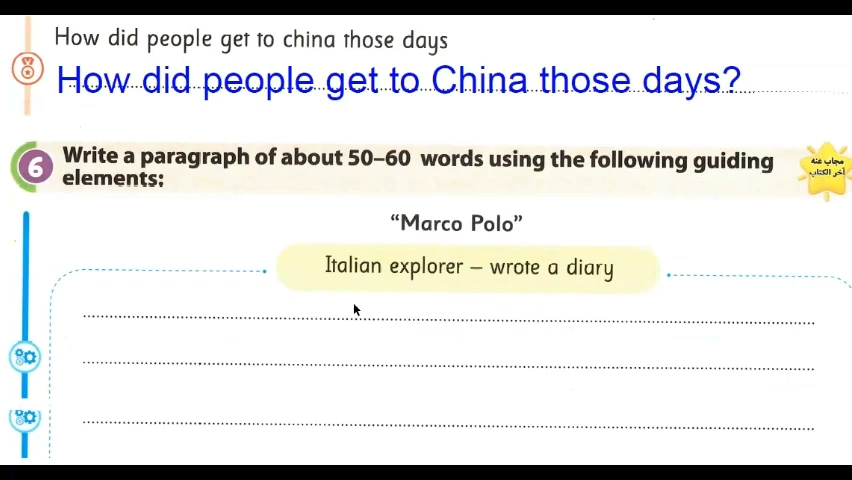 How did people get to china those days
How did people get to China those days?
6 Write a paragraph of about 50–60 words using the following guiding
elements:
مجاب عنه
آخر الكتاب
“Marco Polo”
Italian explorer – wrote a diary